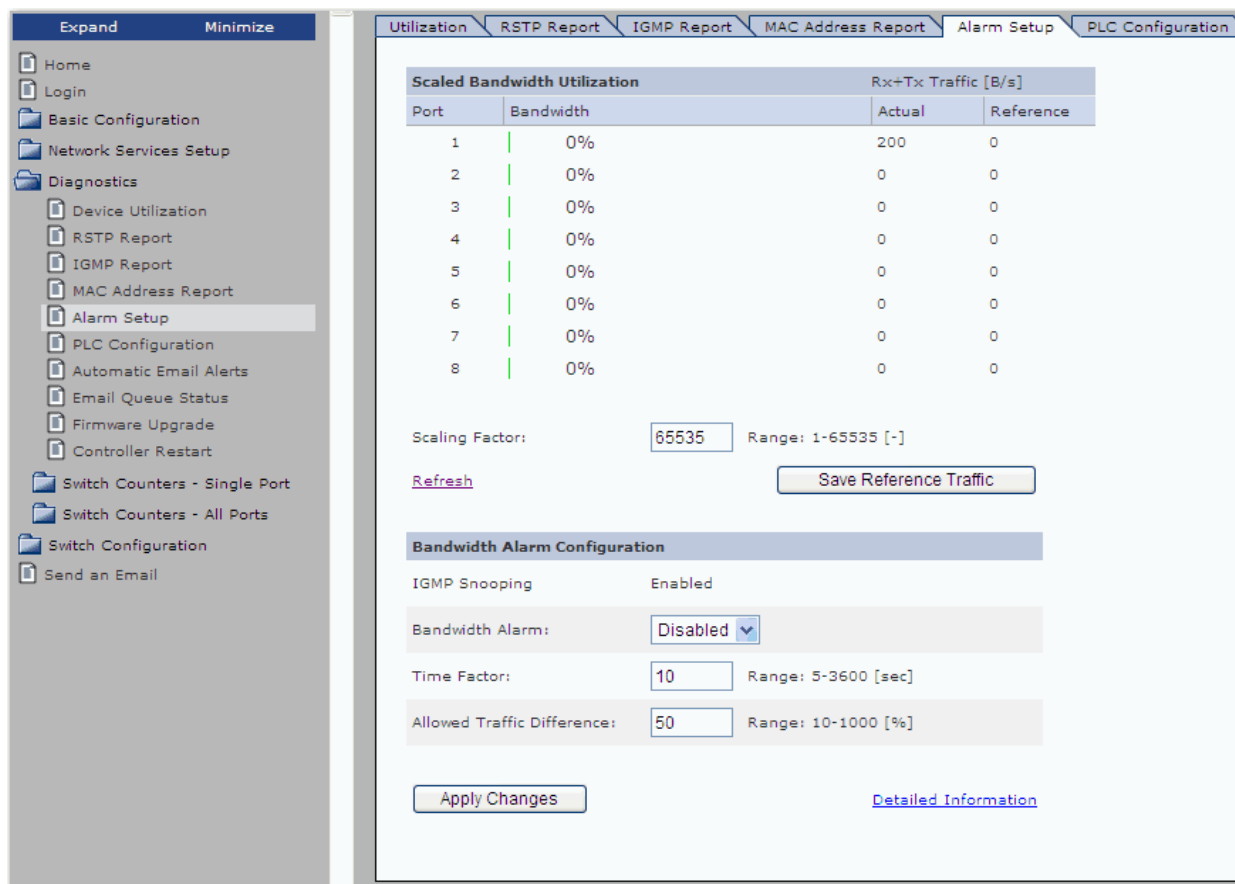 Expand Minimize
Home
Login
Basic Configuration
Network Services Setup
Diagnostics
Device Utilization
RSTP Report
IGMP Report
MAC Address Report
Alarm Setup
PLC Configuration
Automatic Email Alerts
Email Queue Status
Firmware Upgrade
Controller Restart
Switch Counters - Single Port
Switch Counters - All Ports
Switch Configuration
Send an Email
Utilization RSTP Report IGMP Report MAC Address Report Alarm Setup PLC Configuration
Scaled Bandwidth Utilization Rx+Tx Traffic [B/s]
Port Bandwidth Actual Reference
1 0% 200 0
2 0% 0 0
3 0% 0 0
4 0% 0 0
5 0% 0 0
6 0% 0 0
7 0% 0 0
8 0% 0 0
Scaling Factor: 65535 Range: 1-65535 [-]
Refresh Save Reference Traffic
Bandwidth Alarm Configuration
IGMP Snooping Enabled
Bandwidth Alarm: Disabled
Time Factor: 10 Range: 5-3600 [sec]
Allowed Traffic Difference: 50 Range: 10-1000 [%]
Apply Changes Detailed Information